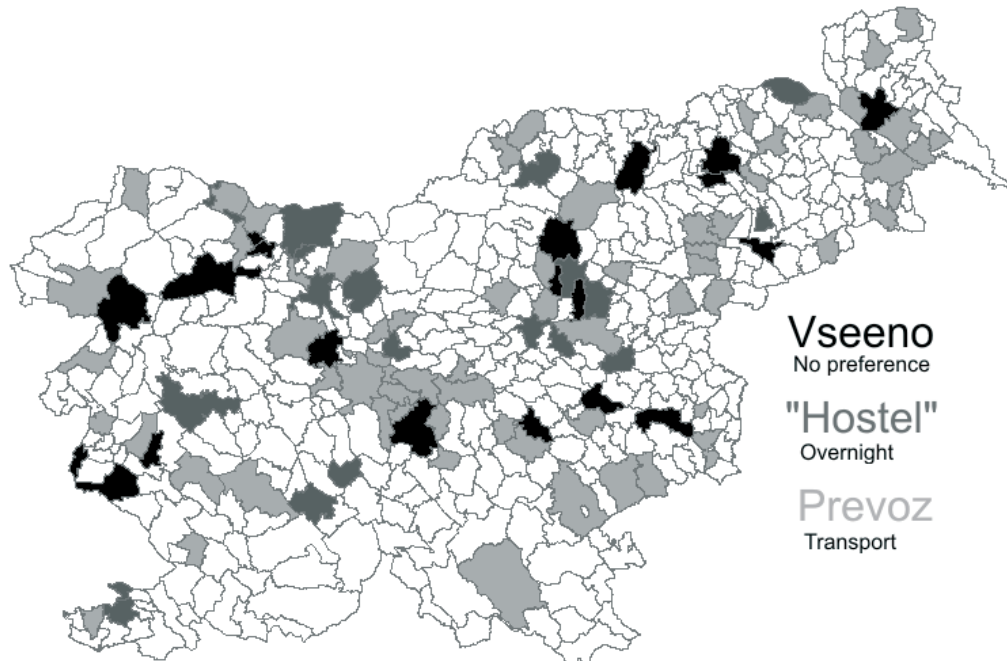 Vseeno
No preference
"Hostel"
Overnight
Prevoz
Transport